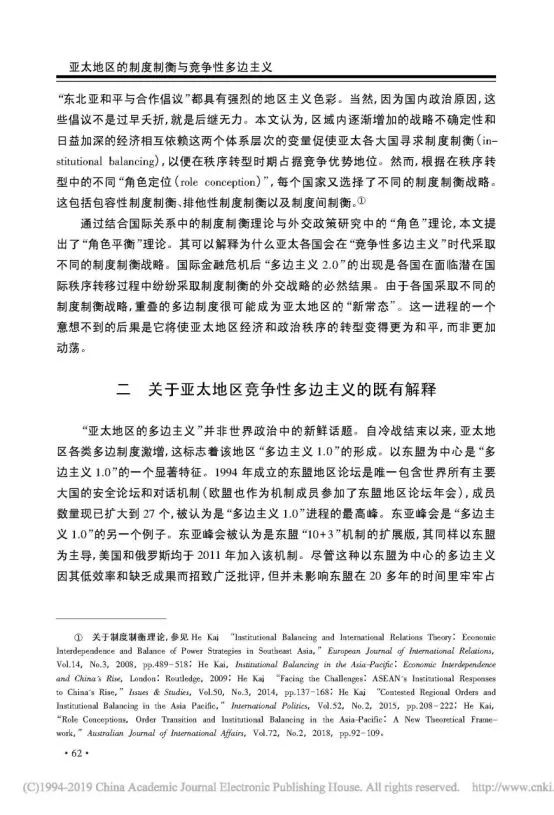 亚太地区的制度制衡与竞争性多边主义
“东北亚和平与合作倡议”都具有强烈的地区主义色彩。当然,因为国内政治原因,这
些倡议不是过早夭折,就是后继无力。本文认为,区域内逐渐增加的战略不确定性和
日益加深的经济相互依赖这两个体系层次的变量促使亚太各大国寻求制度制衡(in-
stitutional balancing),以便在秩序转型时期占据竞争优势地位。然而,根据在秩序转
型中的不同“角色定位(role conception)”,每个国家又选择了不同的制度制衡战略。
这包括包容性制度制衡、排他性制度制衡以及制度间制衡。①
通过结合国际关系中的制度制衡理论与外交政策研究中的“角色”理论,本文提
出了“角色平衡”理论。其可以解释为什么亚太各国会在“竞争性多边主义”时代采取
不同的制度制衡战略。国际金融危机后“多边主义 2.0”的出现是各国在面临潜在国
际秩序转移过程中纷纷采取制度制衡的外交战略的必然结果。由于各国采取不同的
制度制衡战略,重叠的多边制度很可能成为亚太地区的“新常态”。这一进程的一个
意想不到的后果是它将使亚太地区经济和政治秩序的转型变得更为和平,而非更加
动荡。
二 关于亚太地区竞争性多边主义的既有解释
“亚太地区的多边主义”并非世界政治中的新鲜话题。自冷战结束以来,亚太地
区各类多边制度激增,这标志着该地区“多边主义 1.0”的形成。以东盟为中心是“多
边主义 1.0”的一个显著特征。1994 年成立的东盟地区论坛是唯一包含世界所有主要
大国的安全论坛和对话机制(欧盟也作为机制成员参加了东盟地区论坛年会),成员
数量现已扩大到 27 个,被认为是“多边主义 1.0”进程的最高峰。东亚峰会是“多边主
义 1.0”的另一个例子。东亚峰会被认为是东盟“10+3”机制的扩展版,其同样以东盟
为主导,美国和俄罗斯均于 2011 年加入该机制。尽管这种以东盟为中心的多边主义
因其低效率和缺乏成果而招致广泛批评,但并未影响东盟在 20 多年的时间里牢牢占
① 关于制度制衡理论,参见 He Kai, “Institutional Balancing and International Relations Theory: Economic
Interdependence and Balance of Power Strategies in Southeast Asia,” European Journal of International Relations,
Vol.14, No.3, 2008, pp.489-518; He Kai, Institutional Balancing in the Asia-Pacific: Economic Interdependence
and China's Rise, London: Routledge, 2009; He Kai, “Facing the Challenges: ASEAN's Institutional Responses
to China's Rise,” Issues & Studies, Vol.50, No.3, 2014, pp.137-168; He Kai, “Contested Regional Orders and
Institutional Balancing in the Asia Pacific,” International Politics, Vol.52, No.2, 2015, pp.208-222; He Kai,
“Role Conceptions, Order Transition and Institutional Balancing in the Asia-Pacific: A New Theoretical Frame-
work,” Australian Journal of International Affairs, Vol.72, No.2, 2018, pp.92-109。
·62·
(C)1994-2019 China Academic Journal Electronic Publishing House. All rights reserved. http://www.cnki.